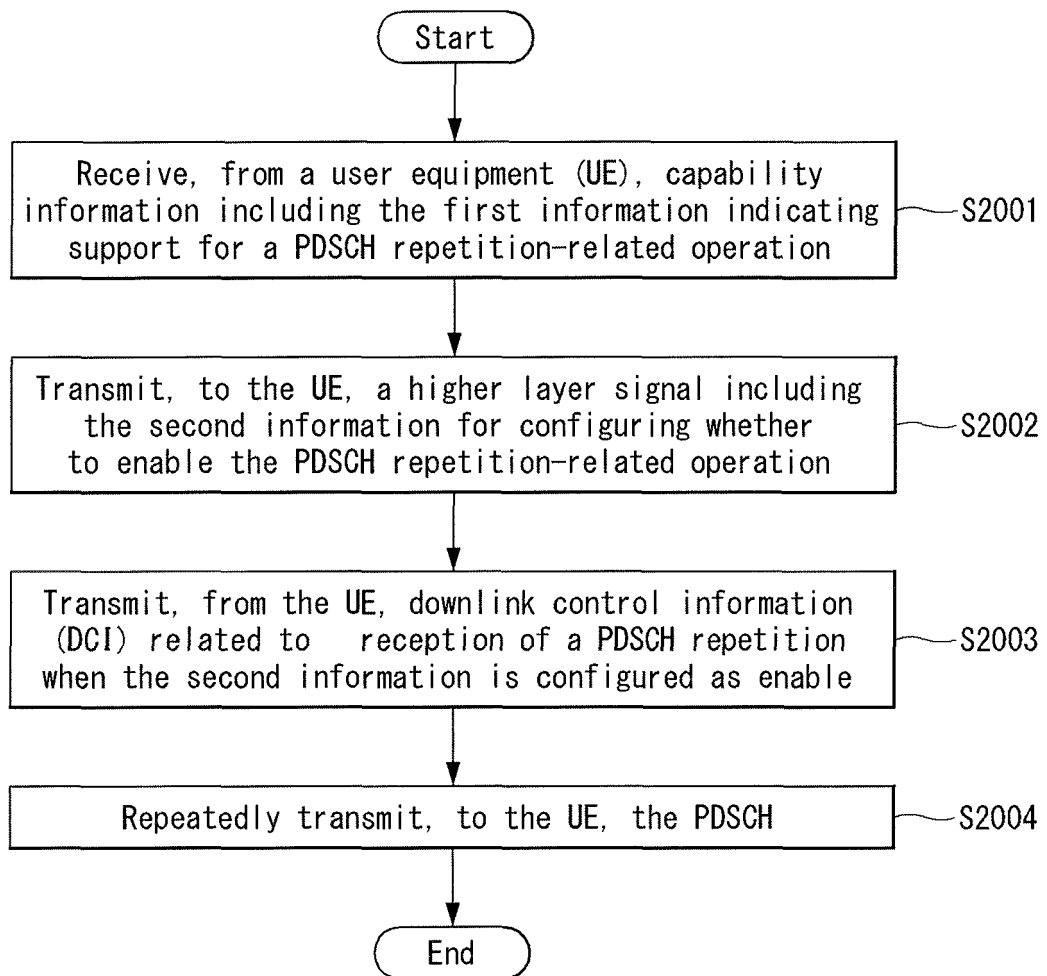 Start
Receive, from a user equipment (UE), capability
information including the first information indicating
support for a PDSCH repetition-related operation
S2001
Transmit, to the UE, a higher layer signal including
the second information for configuring whether
to enable the PDSCH repetition-related operation
S2002
Transmit, from the UE, downlink control information
(DCI) related to reception of a PDSCH repetition
when the second information is configured as enable
S2003
Repeatedly transmit, to the UE, the PDSCH
S2004
End